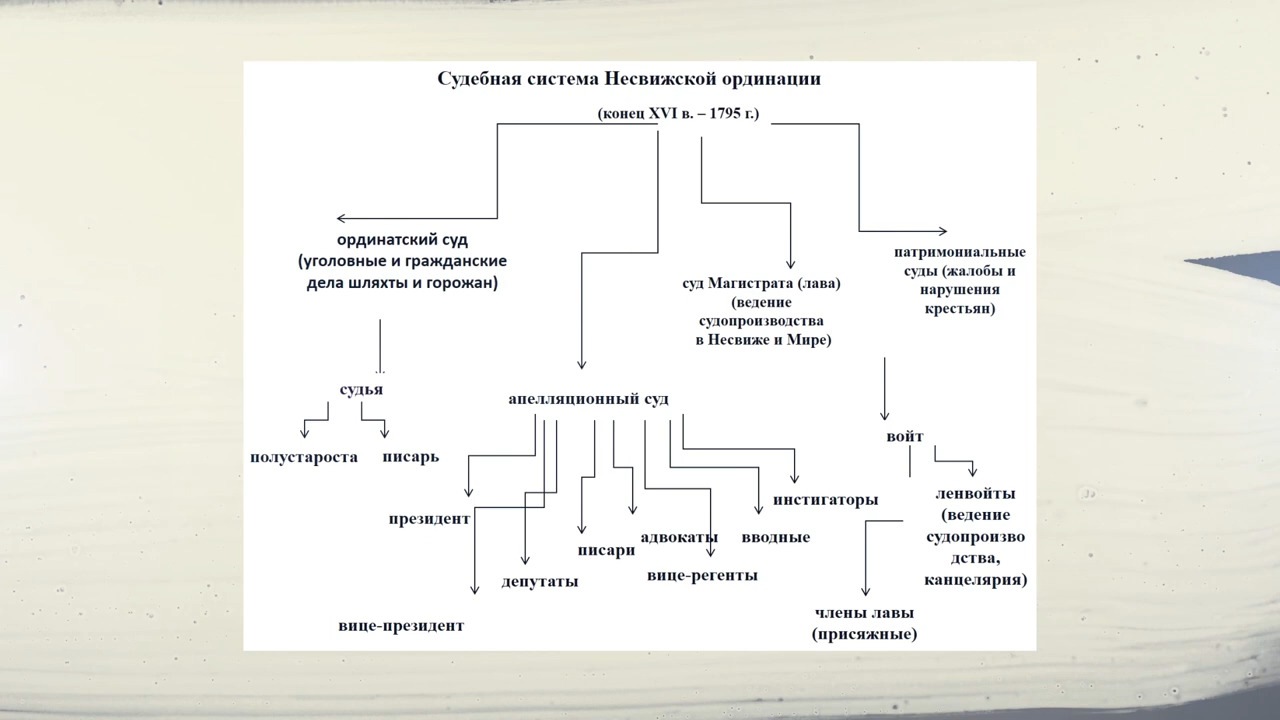 Судебная система Несвижской ординации
(конец XVI в. – 1795 г.)
ординатский суд
(уголовные и гражданские
дела шляхты и горожан)
патримониальные
суды (жалобы и
нарушения
крестьян)
суд Магистрата (лава)
(ведение
судопроизводства
в Несвиже и Мире)
судья
апелляционный суд
войт
полустароста
писарь
президент
инстигаторы
ленвойты
(ведение
судопроизво
дства,
канцелярия)
писари
адвокаты
вводные
депутаты
вице-регенты
вице-президент
члены лавы
(присяжные)